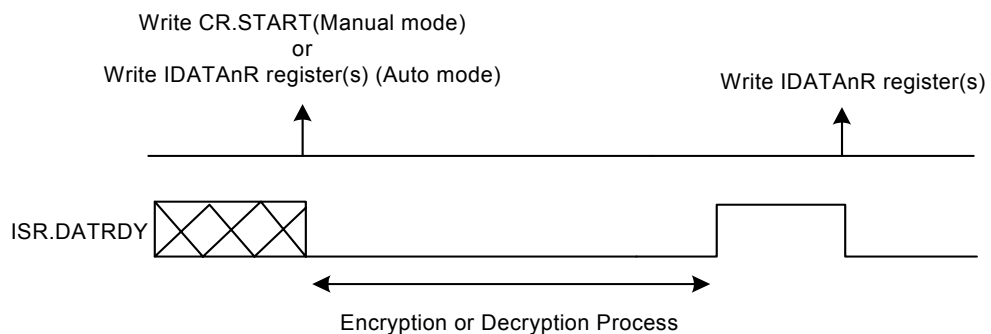 Write CR.START(Manual mode)
or
Write IDATAnR register(s) (Auto mode)
Write IDATAnR register(s)
ISR.DATRDY
Encryption or Decryption Process